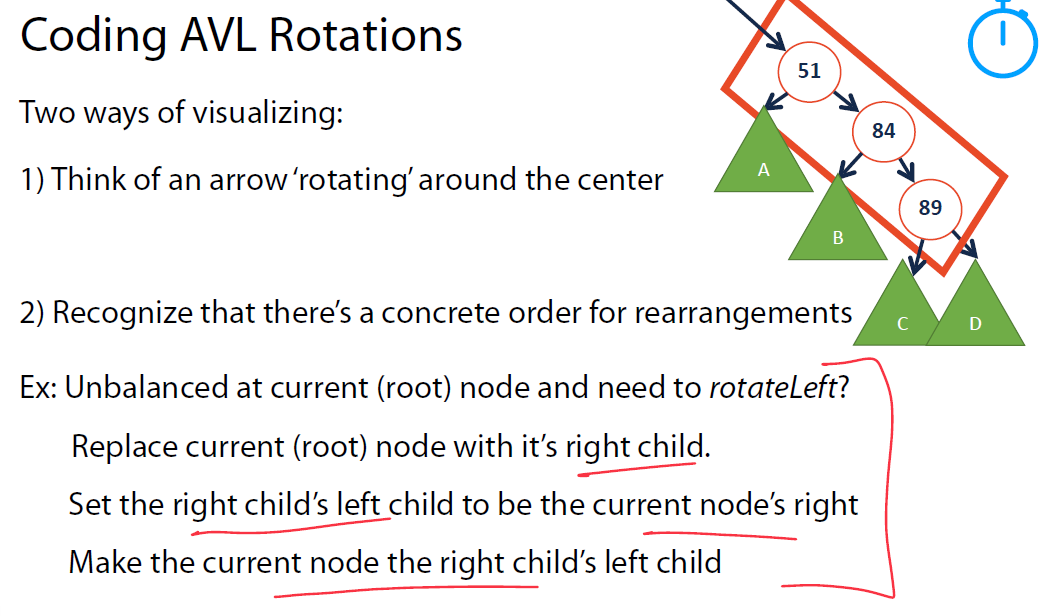 Coding AVL Rotations
Two ways of visualizing:
1) Think of an arrow ‘rotating’ around the center
2) Recognize that there’s a concrete order for rearrangements
Ex: Unbalanced at current (root) node and need to rotateLeft?
Replace current (root) node with it’s right child.
Set the right child’s left child to be the current node’s right
Make the current node the right child’s left child
51
84
A
89
B
C
D